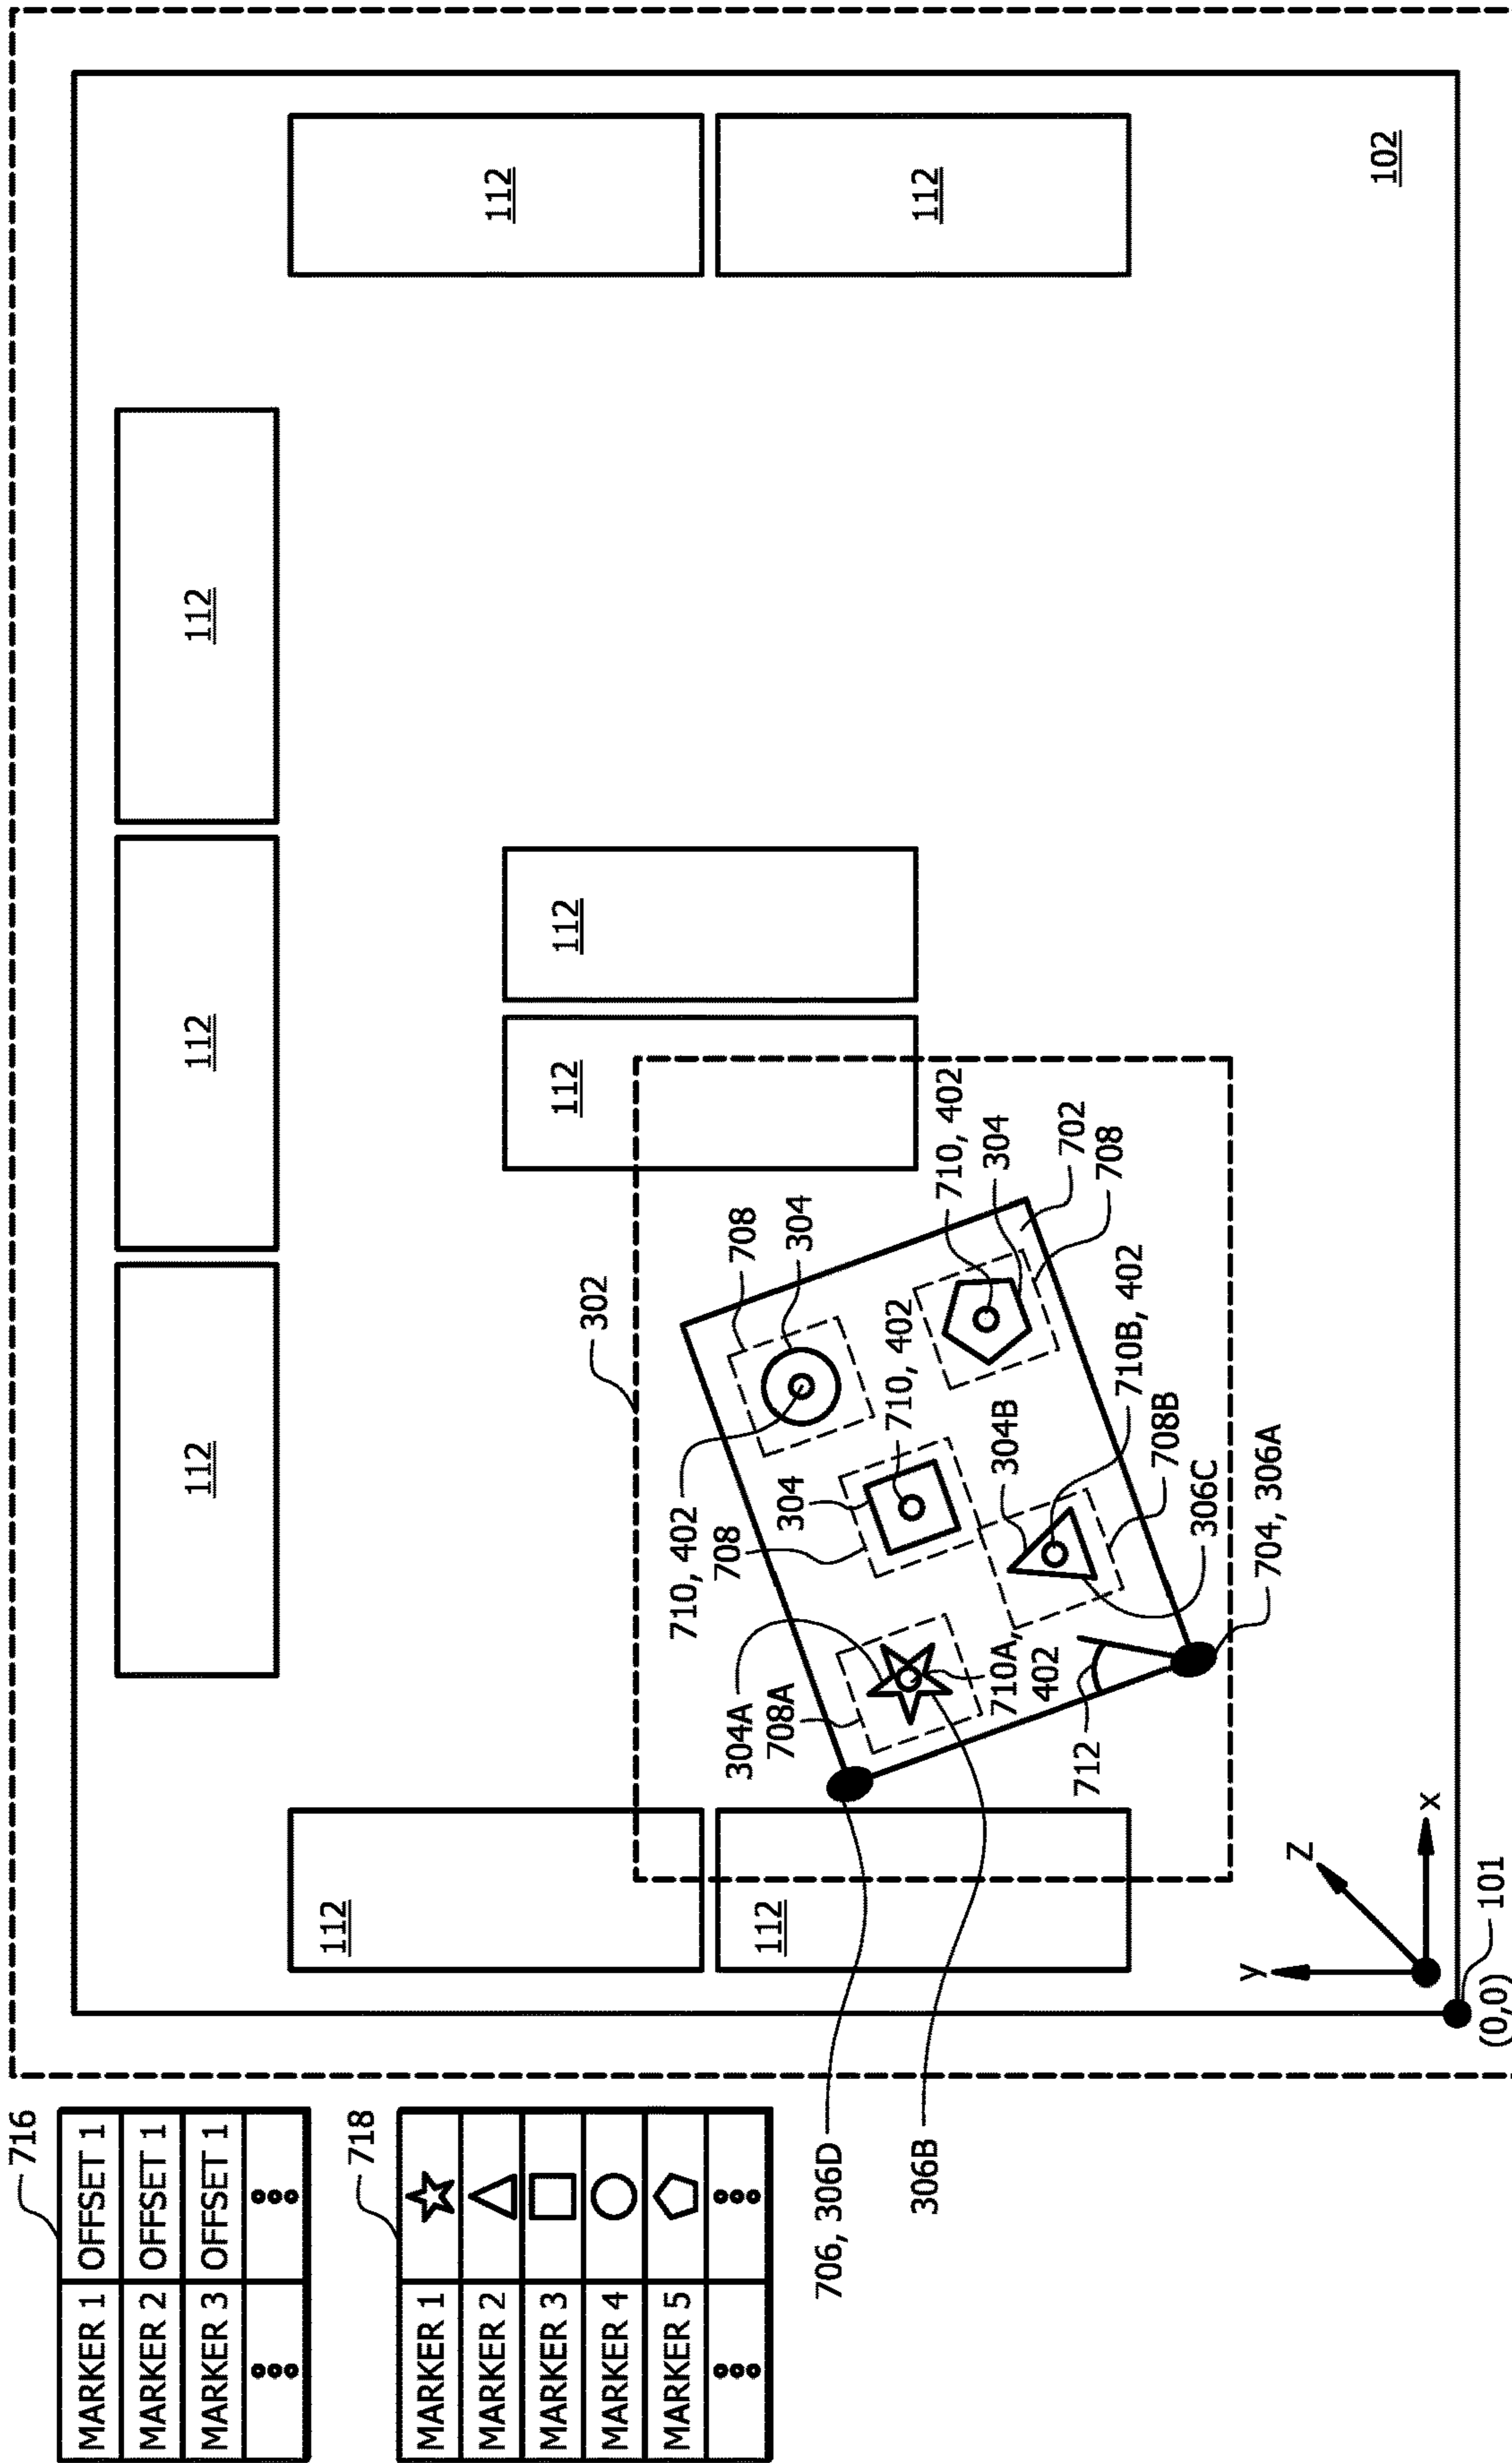 716
MARKER 1 OFFSET 1
MARKER 2 OFFSET 1
MARKER 3 OFFSET 1
718
MARKER 1
MARKER 2
MARKER 3
MARKER 4
MARKER 5
706, 306D
306B
112
112
112
112
112
112
112
112
112
302
710, 402
708
304
708
304
304A
708A
710, 402
710, 402
304
702
708
304B
710B, 402
710A,
402
708B
306C
704, 306A
712
y
Z
x
101
(0,0)
102